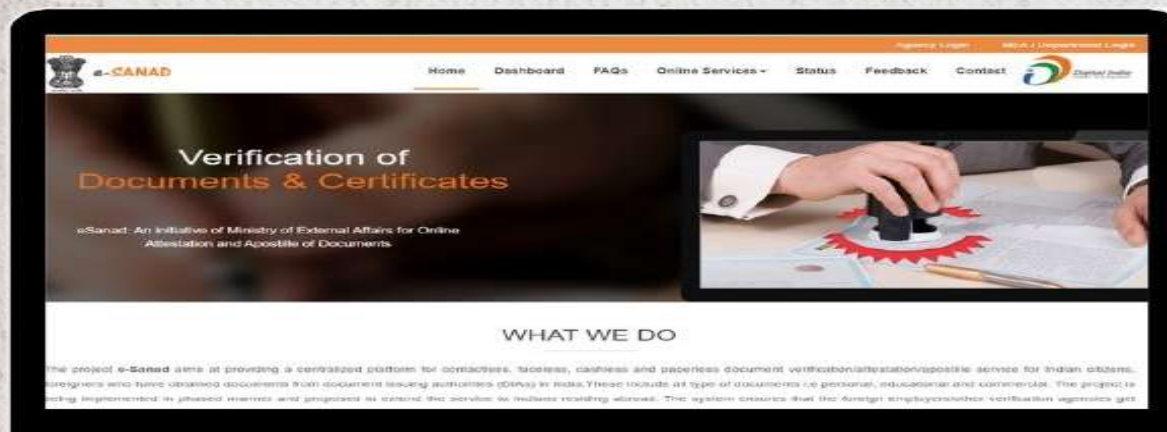 Agency Login MEA / Department Login
e-SANAD
Home Dashboard FAQs Online Services Status Feedback Contact Digital India
Verification of
Documents & Certificates
eSanad: An Initiative of Ministry of External Affairs for Online
Attestation and Apostille of Documents
WHAT WE DO
The project e-Sanad aims at providing a centralized platform for contactless, faceless, cashless and paperless document verification/attestation/apostille service for Indian citizens,
foreigners who have obtained documents from document issuing authorities (DIAs) in India.These include all type of documents i.e personal, educational and commercial. The project is
being implemented in phased manner and proposed to extend the service to Indians residing abroad. The system ensures that the foreign employers/other verification agencies get